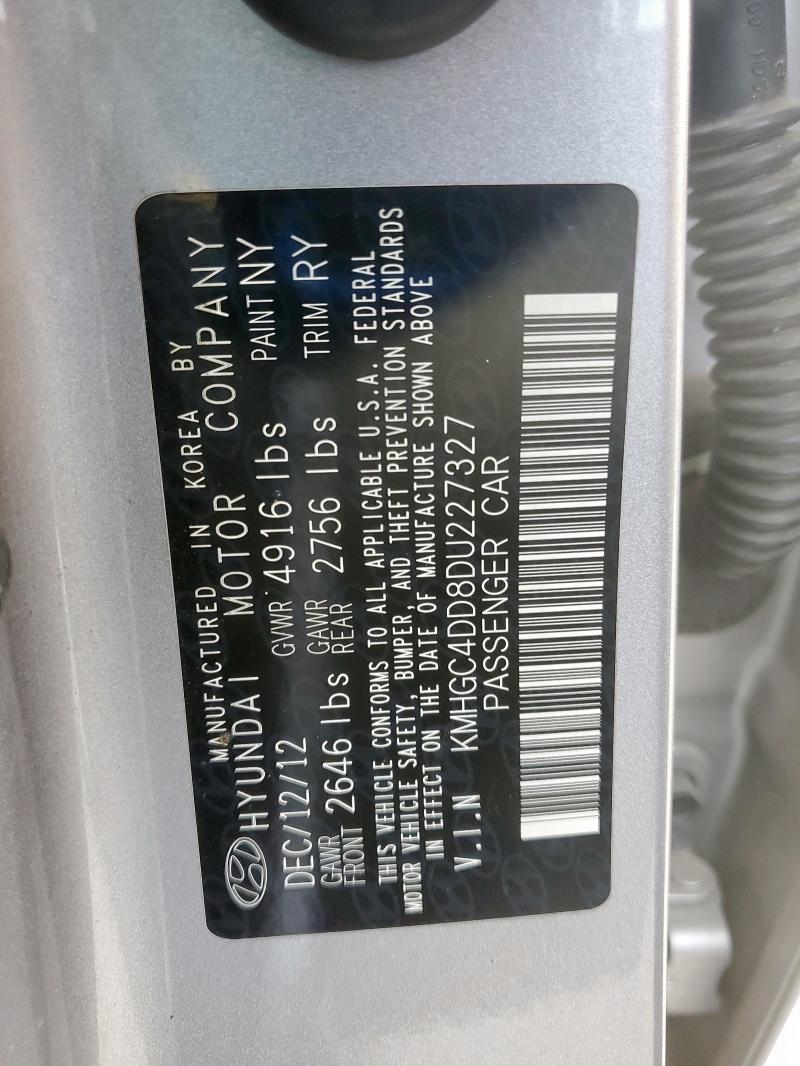 MANUFACTURED IN KOREA BY
HYUNDAI MOTOR COMPANY
DEC/12/12 GVWR 4916 lbs PAINT NY
GAWR FRONT 2646 lbs GAWR REAR 2756 lbs TRIM RY
THIS VEHICLE CONFORMS TO ALL APPLICABLE U.S.A. FEDERAL
MOTOR VEHICLE SAFETY, BUMPER, AND THEFT PREVENTION STANDARDS
IN EFFECT ON THE DATE OF MANUFACTURE SHOWN ABOVE
V.I.N KMHGC4DD8DU227327
PASSENGER CAR